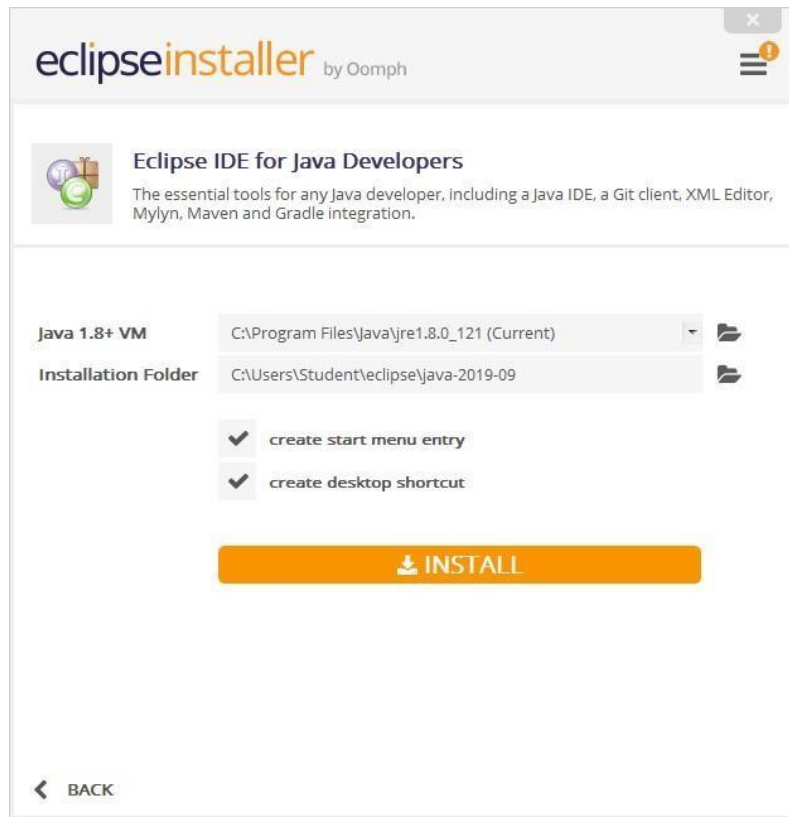 eclipseinstaller by Oomph
Eclipse IDE for Java Developers
The essential tools for any Java developer, including a Java IDE, a Git client, XML Editor,
Mylyn, Maven and Gradle integration.
Java 1.8+ VM C:\Program Files\Java\jre1.8.0_121 (Current)
Installation Folder C:\Users\Student\eclipse\java-2019-09
create start menu entry
create desktop shortcut
INSTALL
BACK